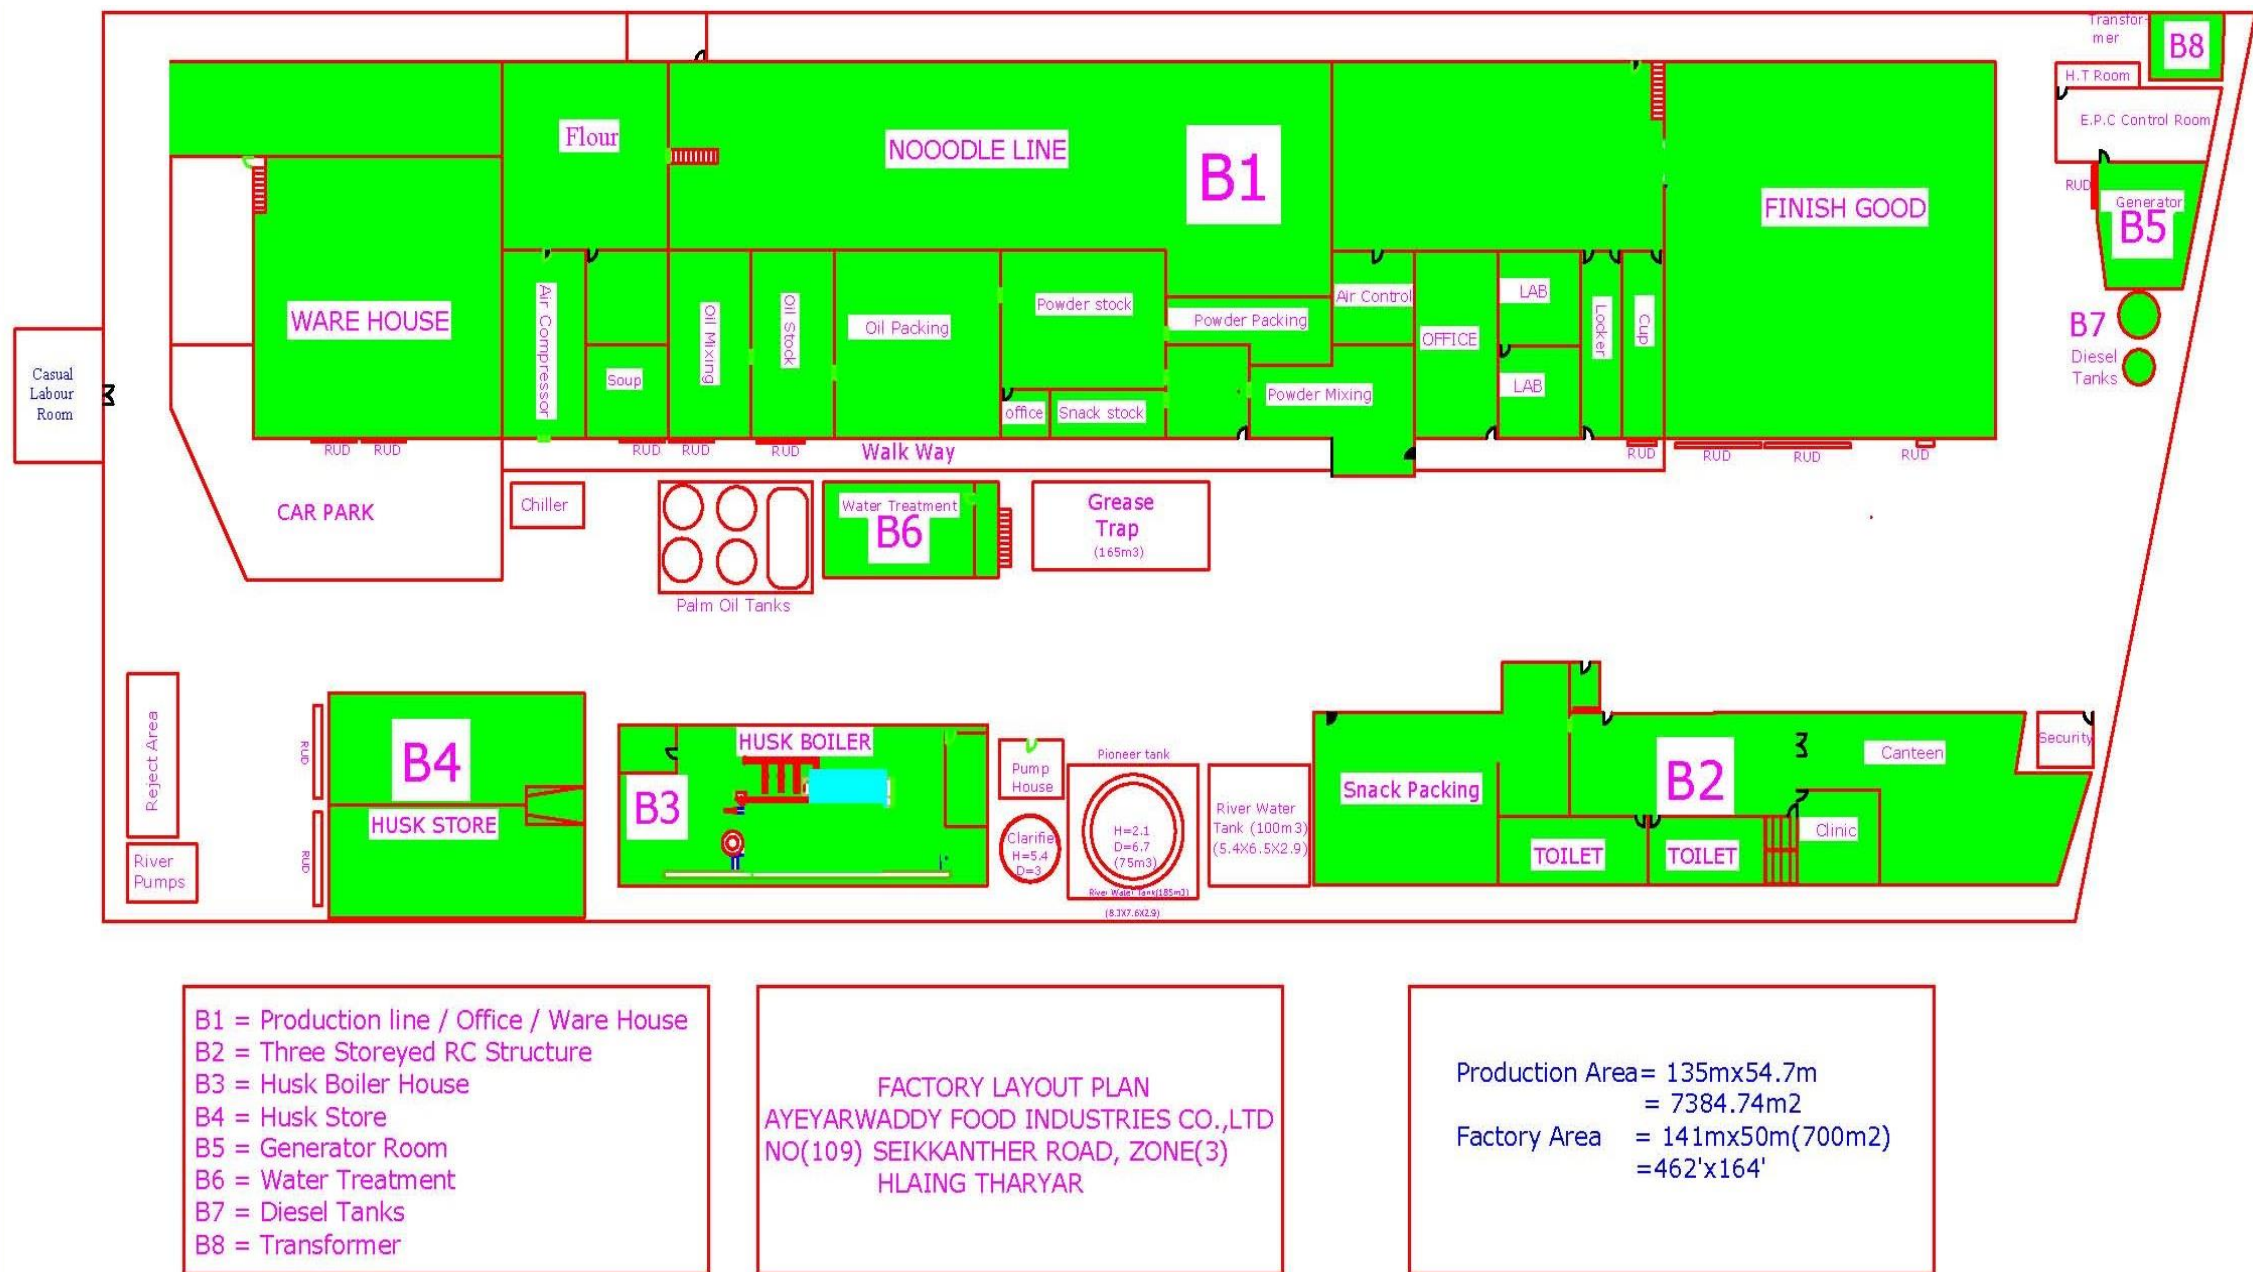 Transfor-
mer
B8
H.T Room
E.P.C Control Room
Flour
NOOODLE LINE
B1
FINISH GOOD
RUD
Generator
B5
WARE HOUSE
Air Compressor
Soup
Oil Mixing
Oil Stock
Oil Packing
Powder stock
Powder Packing
Air Control
OFFICE
LAB
LAB
Locker
Cup
B7
Diesel
Tanks
Casual
Labour
Room
office
Snack stock
Powder Mixing
RUD
RUD
RUD
RUD
RUD
Walk Way
RUD
RUD
RUD
RUD
CAR PARK
Chiller
Palm Oil Tanks
Water Treatment
B6
Grease
Trap
(165m3)
Reject Area
River
Pumps
RUD
RUD
B4
HUSK STORE
HUSK BOILER
B3
Pump
House
Clarifie
H=5.4
D=3
Pioneer tank
H=2.1
D=6.7
(75m3)
River Water Tank(185m3)
(8.3X7.6X2.9)
River Water
Tank (100m3)
(5.4X6.5X2.9)
Snack Packing
B2
Canteen
Security
Clinic
TOILET
TOILET
B1 = Production line / Office / Ware House
B2 = Three Storeyed RC Structure
B3 = Husk Boiler House
B4 = Husk Store
B5 = Generator Room
B6 = Water Treatment
B7 = Diesel Tanks
B8 = Transformer
FACTORY LAYOUT PLAN
AYEYARWADDY FOOD INDUSTRIES CO.,LTD
NO(109) SEIKKANTHER ROAD, ZONE(3)
HLAING THARYAR
Production Area= 135mx54.7m
= 7384.74m2
Factory Area = 141mx50m(700m2)
=462'x164'